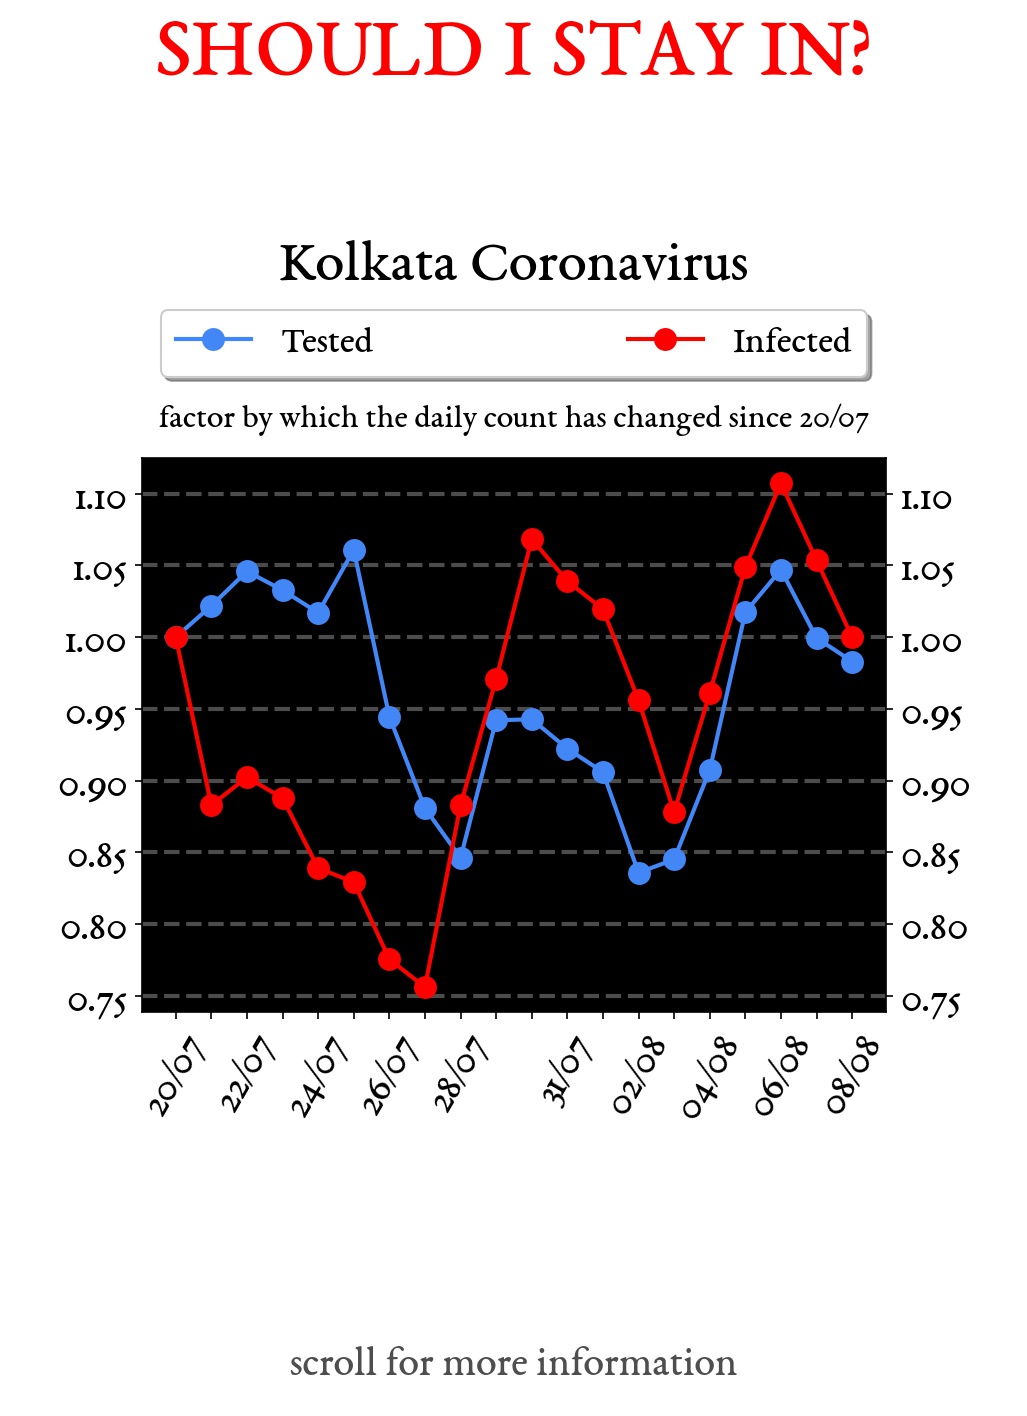 SHOULD I STAY IN?
Kolkata Coronavirus
Tested Infected
factor by which the daily count has changed since 20/07
1.10 1.10
1.05 1.05
1.00 1.00
0.95 0.95
0.90 0.90
0.85 0.85
0.80 0.80
0.75 0.75
20/07 22/07 24/07 26/07 28/07 31/07 02/08 04/08 06/08 08/08
scroll for more information